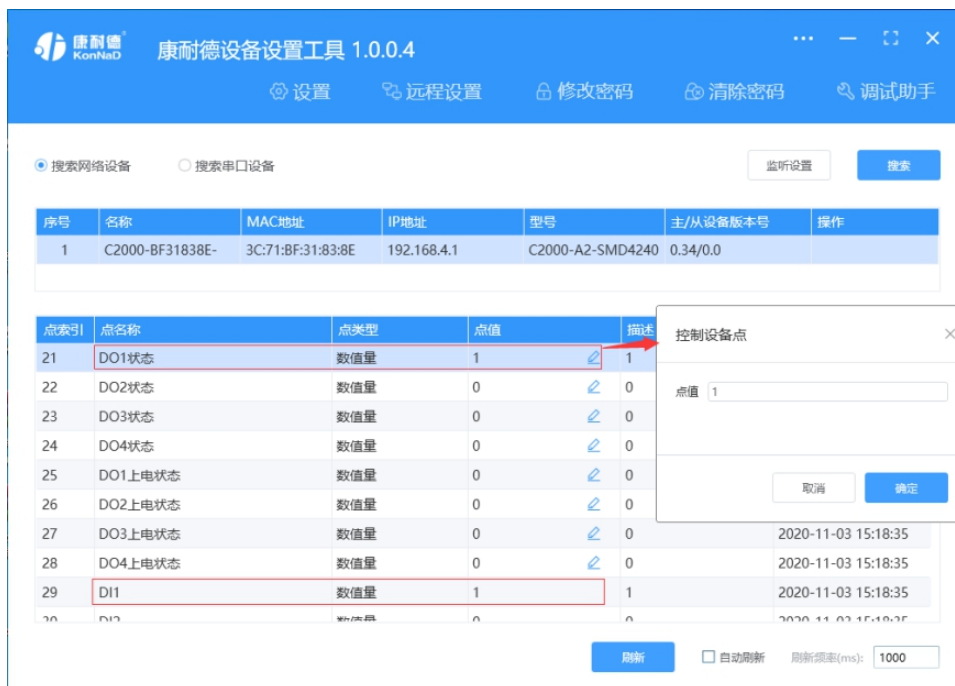 康耐德
KonNaD
康耐德设备设置工具 1.0.0.4
设置 远程设置 修改密码 清除密码 调试助手
搜索网络设备 搜索串口设备 监听设置 搜索
序号 名称 MAC地址 IP地址 型号 主/从设备版本号 操作
1 C2000-BF31838E- 3C:71:BF:31:83:8E 192.168.4.1 C2000-A2-SMD4240 0.34/0.0
点索引 点名称 点类型 点值 描述
21 DO1状态 数值量 1 1
22 DO2状态 数值量 0 0
23 DO3状态 数值量 0 0
24 DO4状态 数值量 0 0
25 DO1上电状态 数值量 0 0
26 DO2上电状态 数值量 0 0
27 DO3上电状态 数值量 0 0 2020-11-03 15:18:35
28 DO4上电状态 数值量 0 0 2020-11-03 15:18:35
29 DI1 数值量 1 1 2020-11-03 15:18:35
控制设备点
点值 1
取消 确定
刷新 自动刷新 刷新频率(ms): 1000